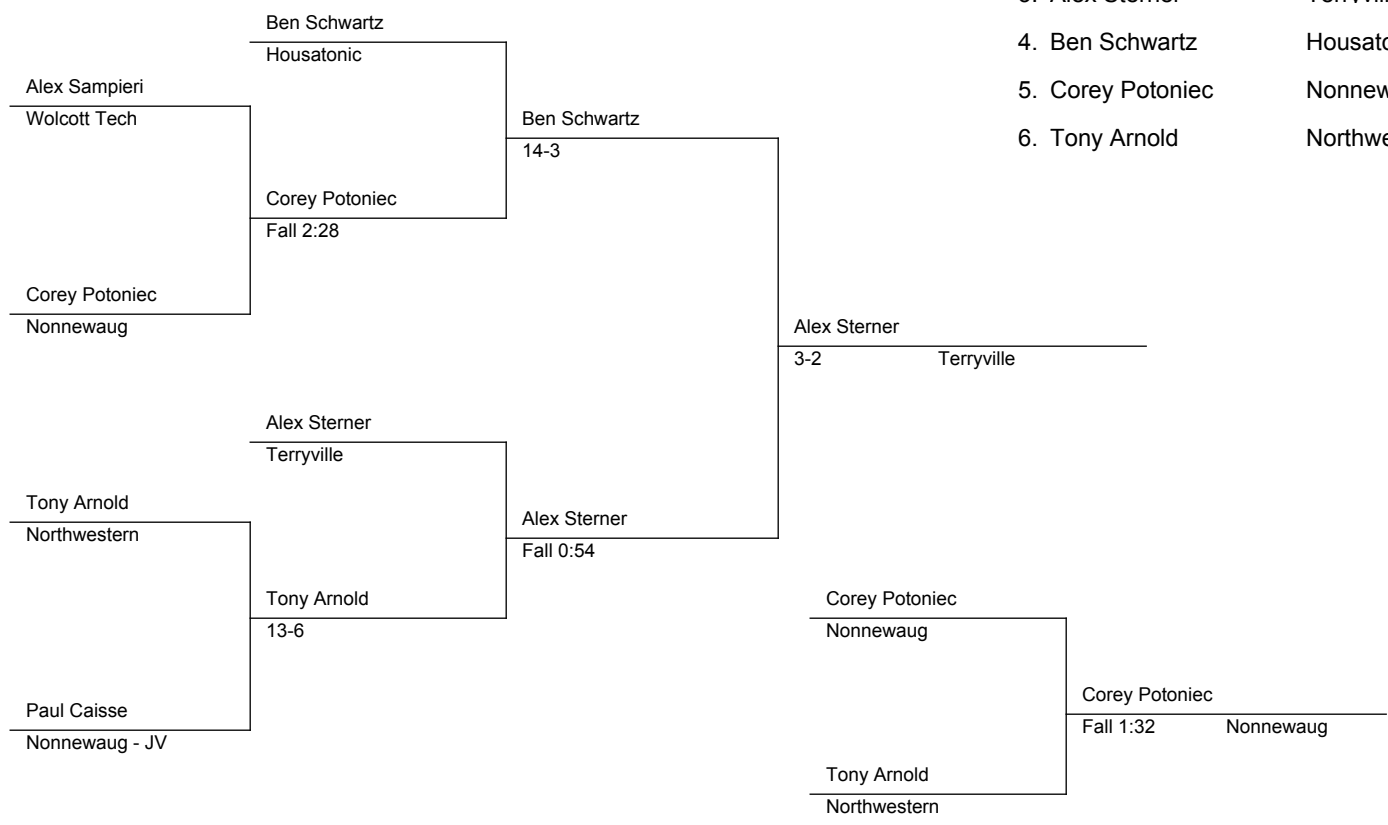 4. Ben Schwartz
5. Corey Potoniec
6. Tony Arnold
Ben Schwartz
Housatonic
Alex Sampieri
Wolcott Tech
Ben Schwartz
14-3
Corey Potoniec
Fall 2:28
Corey Potoniec
Nonnewaug
Alex Sterner
3-2 Terryville
Alex Sterner
Terryville
Tony Arnold
Northwestern
Alex Sterner
Fall 0:54
Tony Arnold
13-6
Corey Potoniec
Nonnewaug
Paul Caisse
Nonnewaug - JV
Corey Potoniec
Fall 1:32 Nonnewaug
Tony Arnold
Northwestern